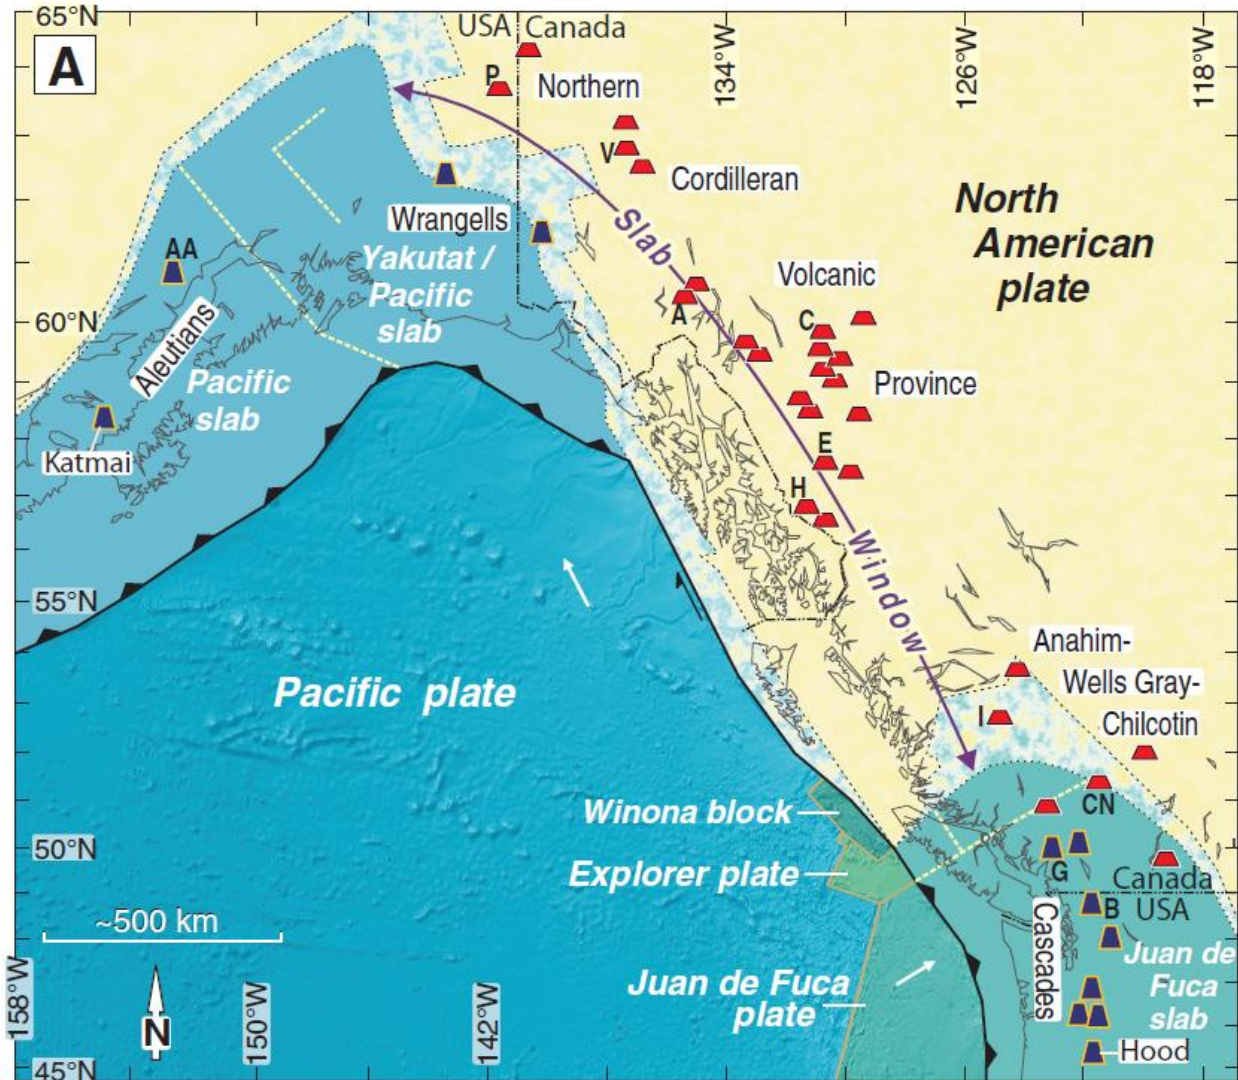 65°N
A
USA Canada
P
Northern
134°W
126°W
118°W
V
Cordilleran
North
American
plate
Wrangells
Slab
AA
Yakutat /
Pacific
slab
Volcanic
60°N
A
C
Aleutians
Pacific
slab
Province
Katmai
E
H
Window
55°N
Anahim-
Wells Gray-
Chilcotin
Pacific plate
I
Winona block
CN
50°N
Explorer plate
G
Canada
USA
~500 km
Cascades
B
Juan de
Fuca
slab
Juan de Fuca
plate
158°W
150°W
142°W
N
Hood
45°N